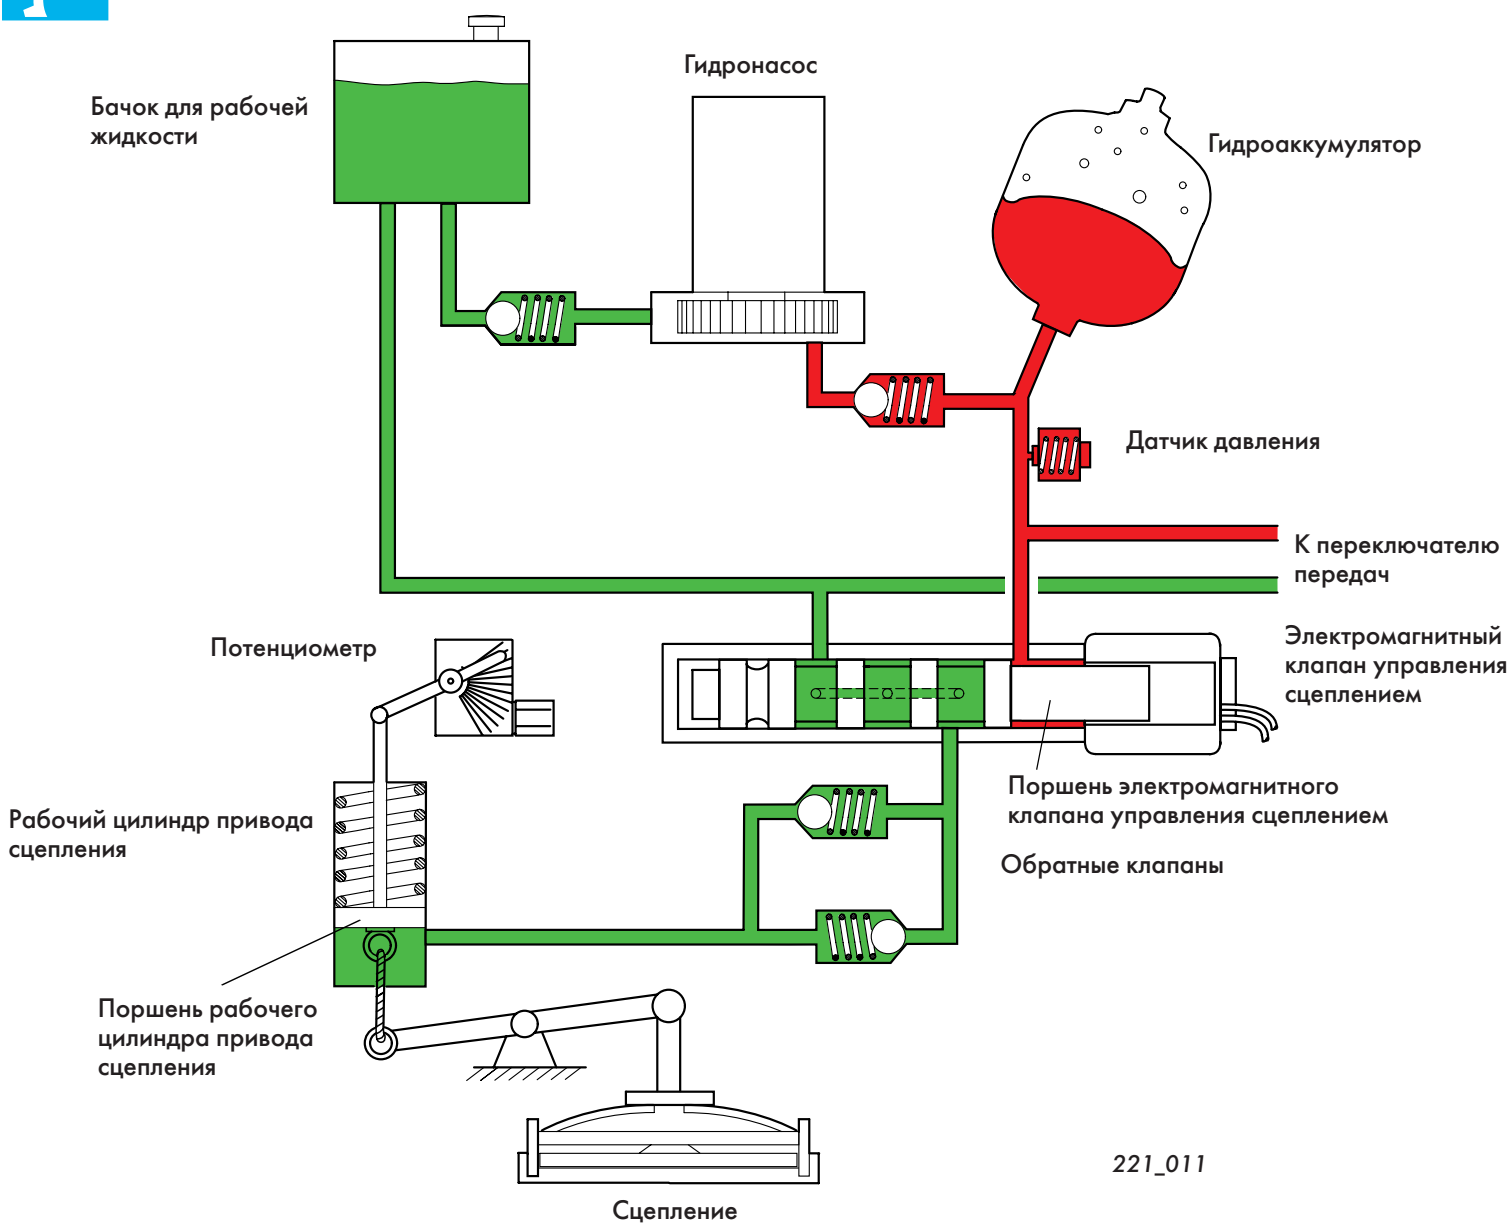 Гидронасос
Бачок для рабочей
жидкости
Гидроаккумулятор
Датчик давления
К переключателю
передач
Потенциометр
Электромагнитный
клапан управления
сцеплением
Поршень электромагнитного
клапана управления сцеплением
Рабочий цилиндр привода
сцепления
Обратные клапаны
Поршень рабочего
цилиндра привода
сцепления
221_011
Сцепление